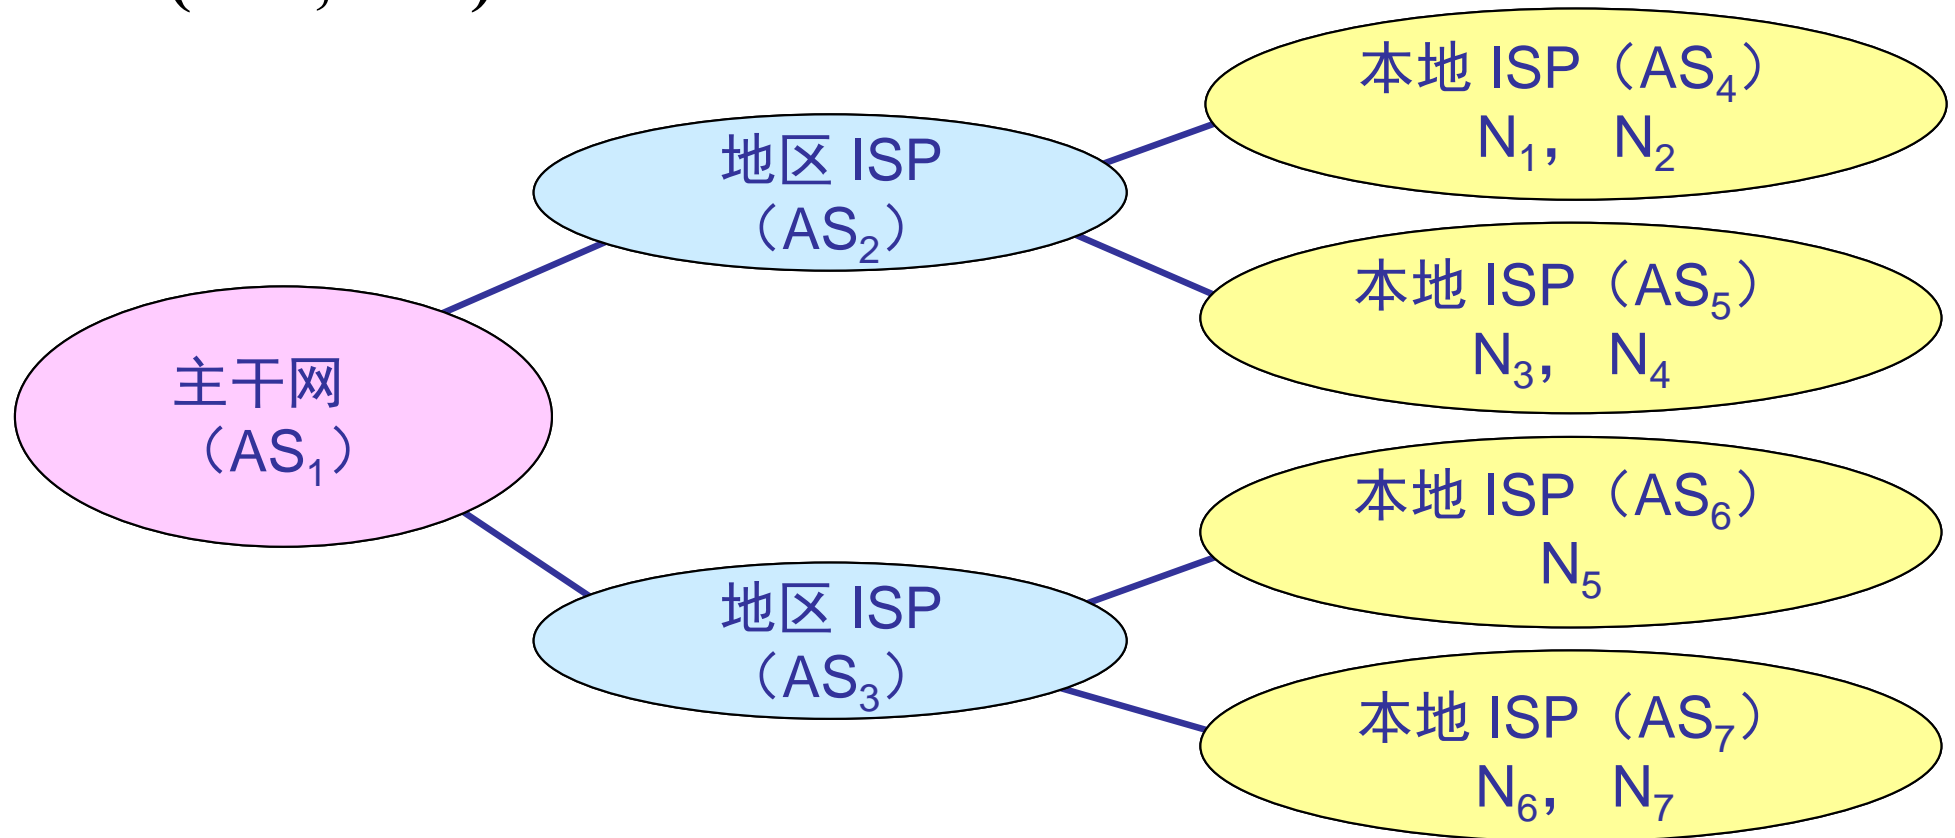 主干网
（AS₁）
地区 ISP
（AS₂）
地区 ISP
（AS₃）
本地 ISP（AS₄）
N₁， N₂
本地 ISP（AS₅）
N₃， N₄
本地 ISP（AS₆）
N₅
本地 ISP（AS₇）
N₆， N₇